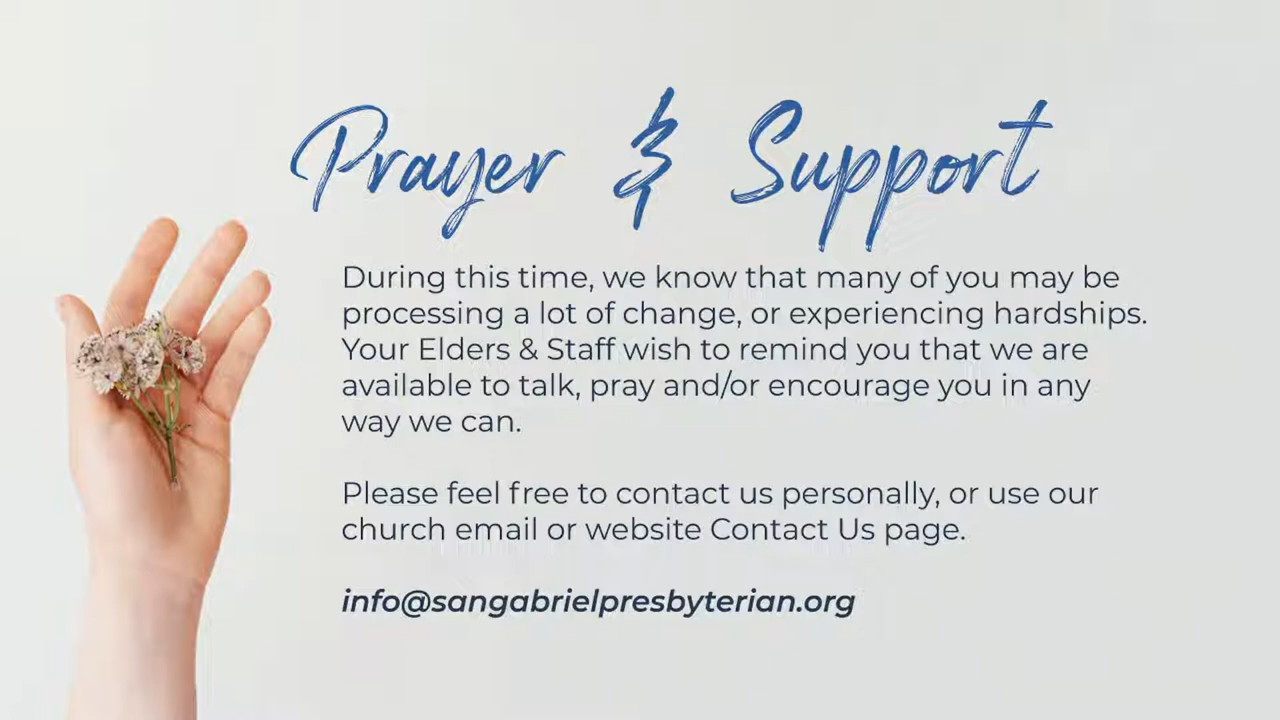 Prayer & Support
During this time, we know that many of you may be
processing a lot of change, or experiencing hardships.
Your Elders & Staff wish to remind you that we are
available to talk, pray and/or encourage you in any
way we can.
Please feel free to contact us personally, or use our
church email or website Contact Us page.
info@sangabrielpresbyterian.org